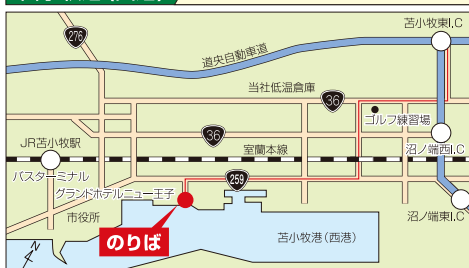 276
苫小牧東I.C
道央自動車道
当社低温倉庫
36
ゴルフ練習場
36
沼ノ端西I.C
JR苫小牧駅
室蘭本線
バスターミナル
259
グランドホテルニュー王子
市役所
沼ノ端東I.C
のりば
苫小牧港(西港)
N